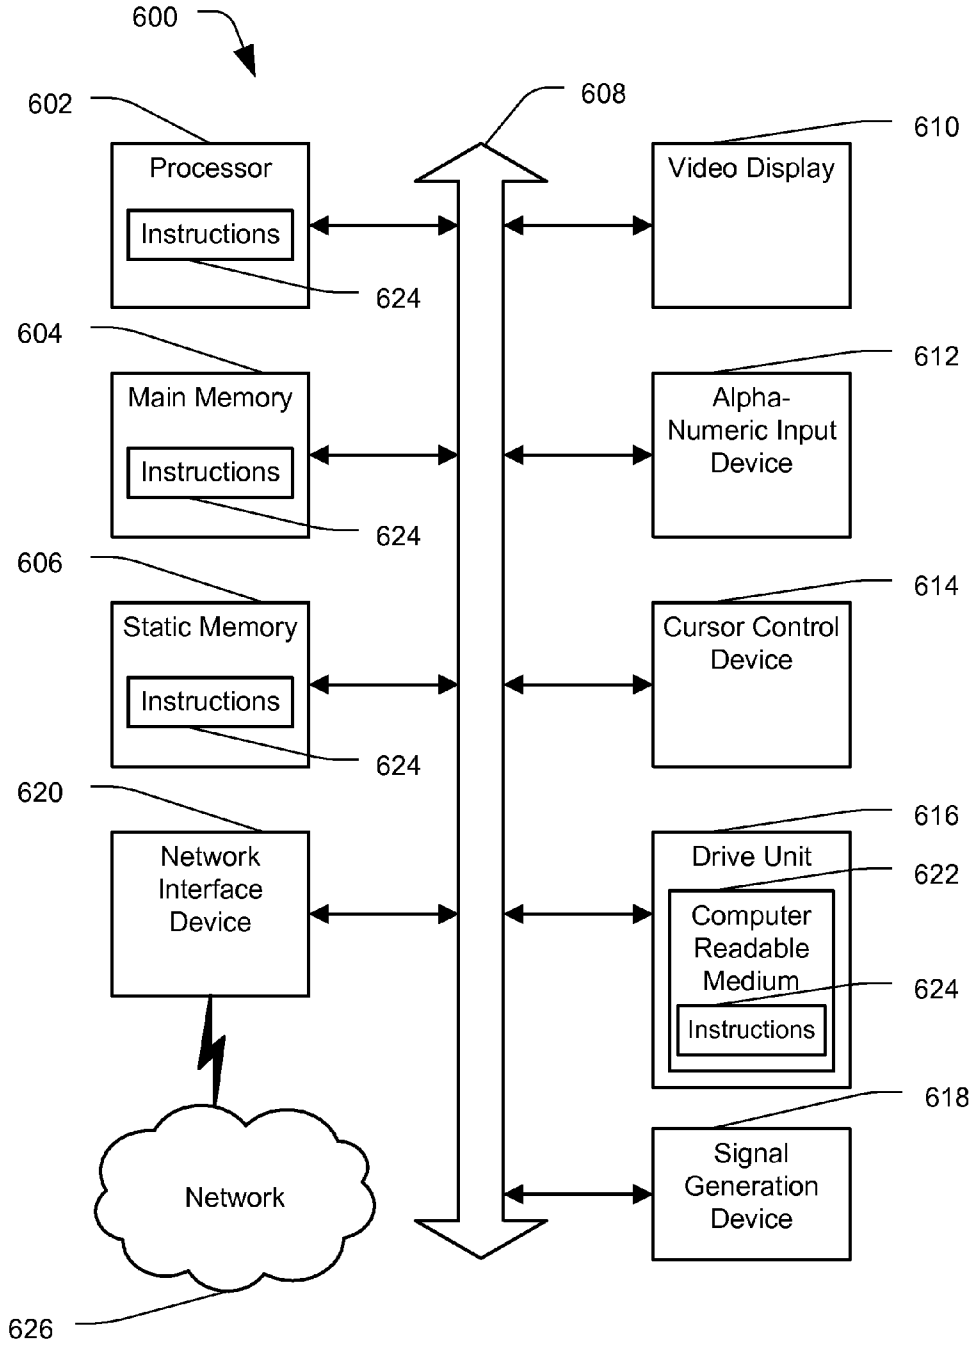 600
602
608
610
Processor
Instructions
624
Video Display
604
612
Main Memory
Instructions
624
Alpha-
Numeric Input
Device
606
614
Static Memory
Instructions
624
Cursor Control
Device
620
616
Network
Interface
Device
Drive Unit
622
Computer
Readable
Medium
624
Instructions
618
Signal
Generation
Device
Network
626